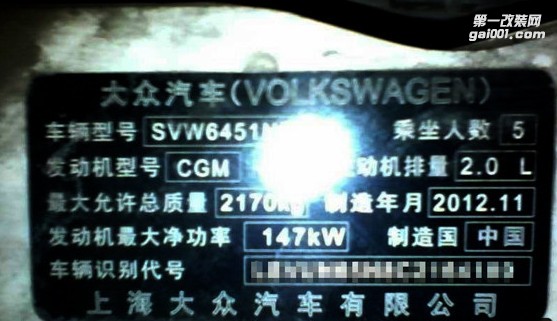 第一改装网
gai001.com
大众汽车(VOLKSWAGEN)
车辆型号 SVW6451 乘坐人数 5
发动机型号 CGM 动机排量 2.0 L
最大允许总质量 2170kg 制造年月 2012.11
发动机最大净功率 147kW 制造国 中国
车辆识别代号
上海大众汽车有限公司